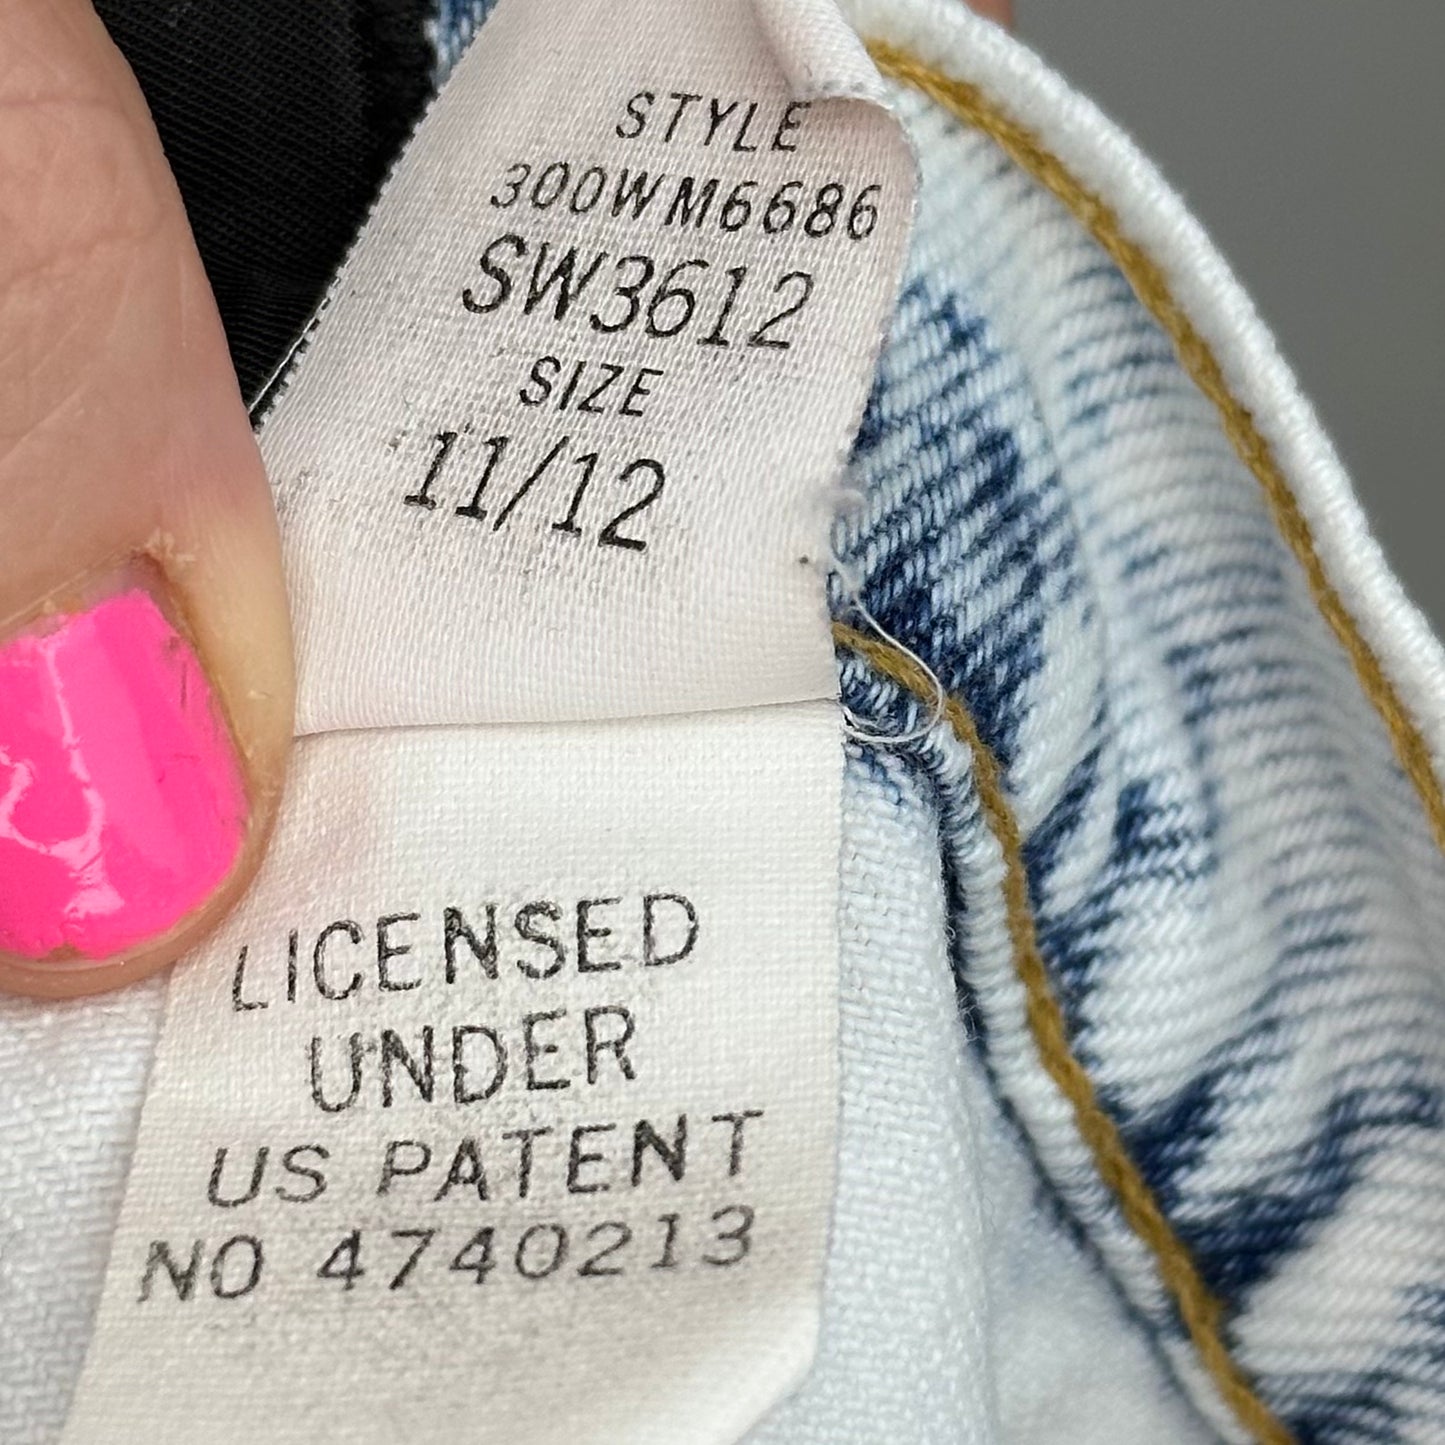 STYLE
300WM6686
SW3612
SIZE
11/12
LICENSED
UNDER
US PATENT
NO 4740213